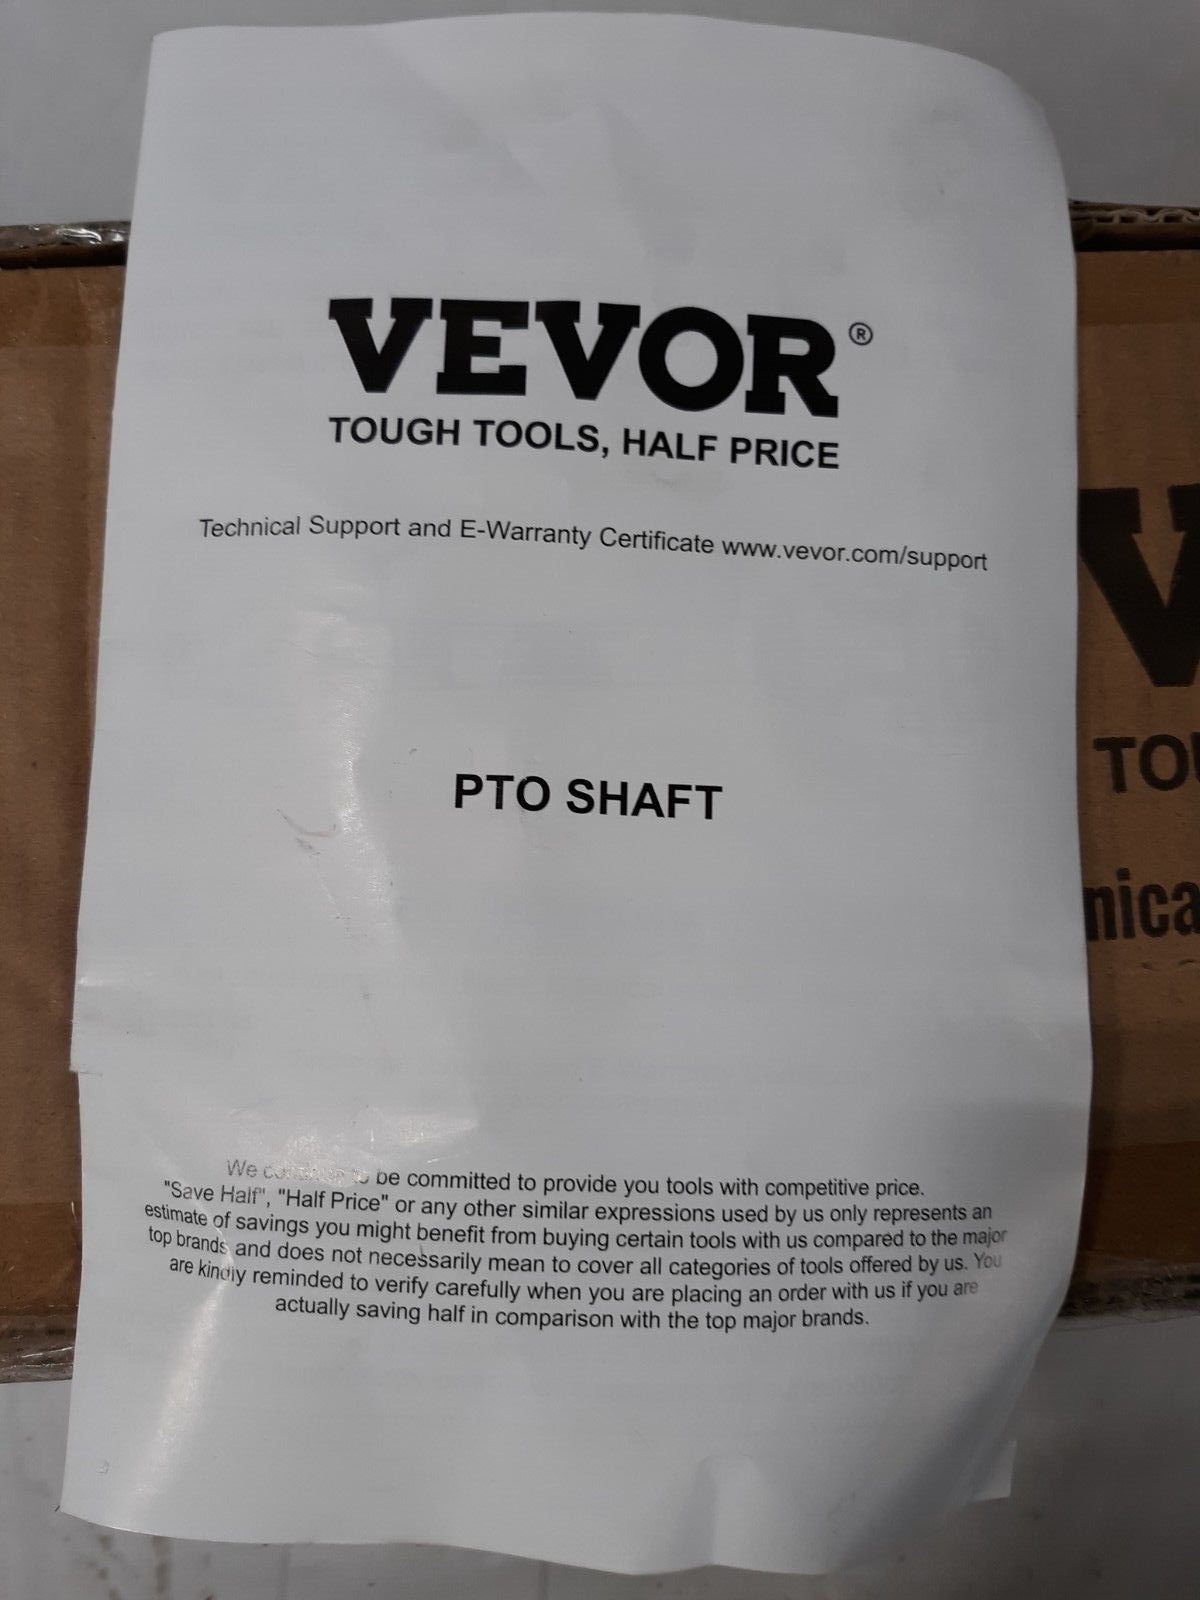 VEVOR®
TOUGH TOOLS, HALF PRICE
Technical Support and E-Warranty Certificate www.vevor.com/support
PTO SHAFT
We continue to be committed to provide you tools with competitive price.
"Save Half", "Half Price" or any other similar expressions used by us only represents an
estimate of savings you might benefit from buying certain tools with us compared to the major
top brands and does not necessarily mean to cover all categories of tools offered by us. You
are kindly reminded to verify carefully when you are placing an order with us if you are
actually saving half in comparison with the top major brands.
V
TOU
nica